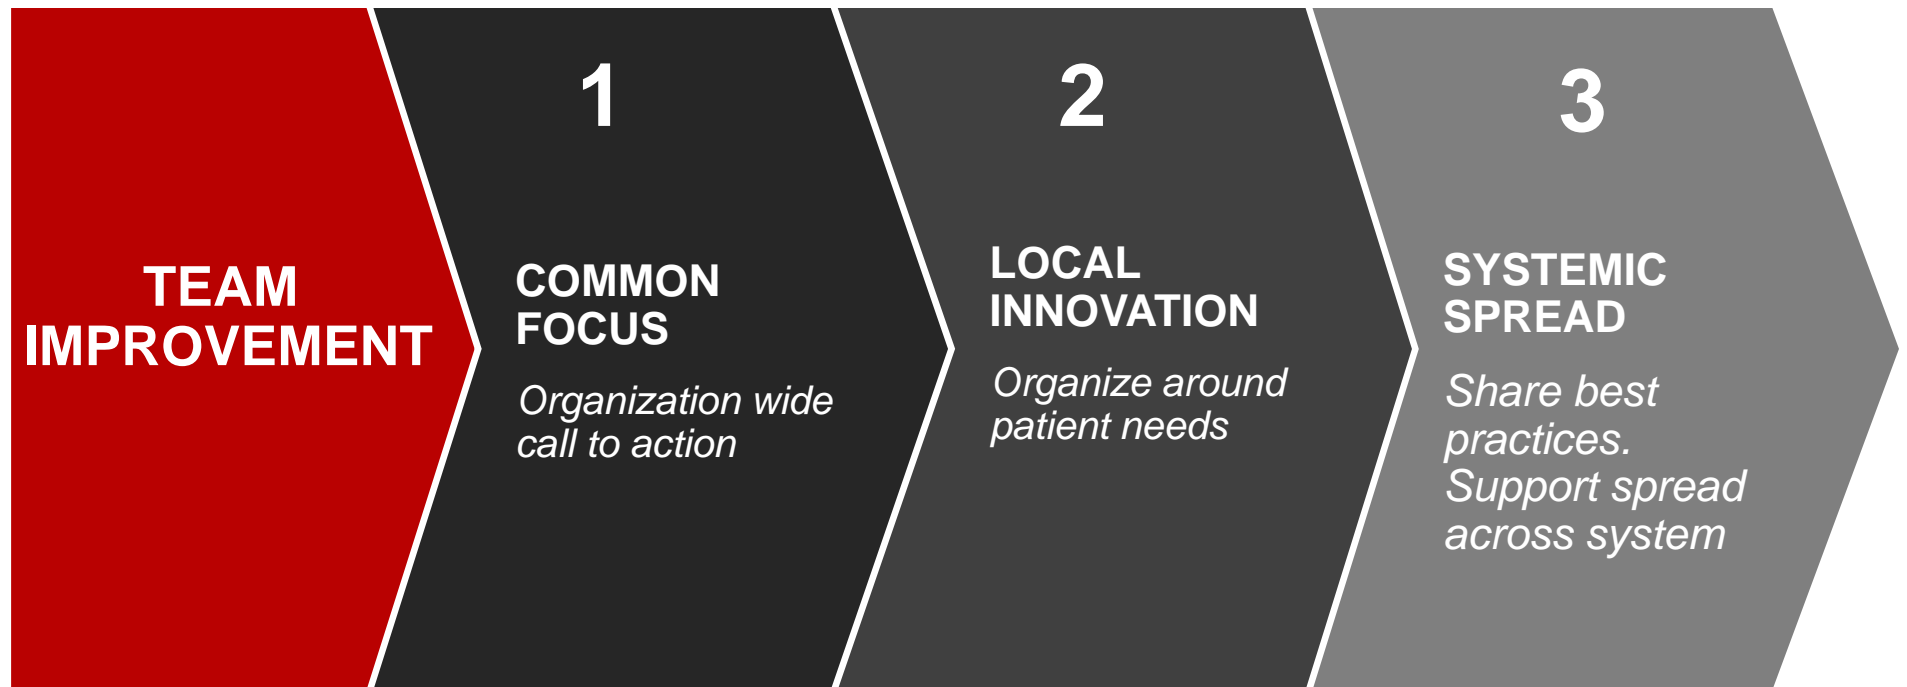 TEAM
IMPROVEMENT
1
COMMON
FOCUS
Organization wide
call to action
2
LOCAL
INNOVATION
Organize around
patient needs
3
SYSTEMIC
SPREAD
Share best
practices.
Support spread
across system